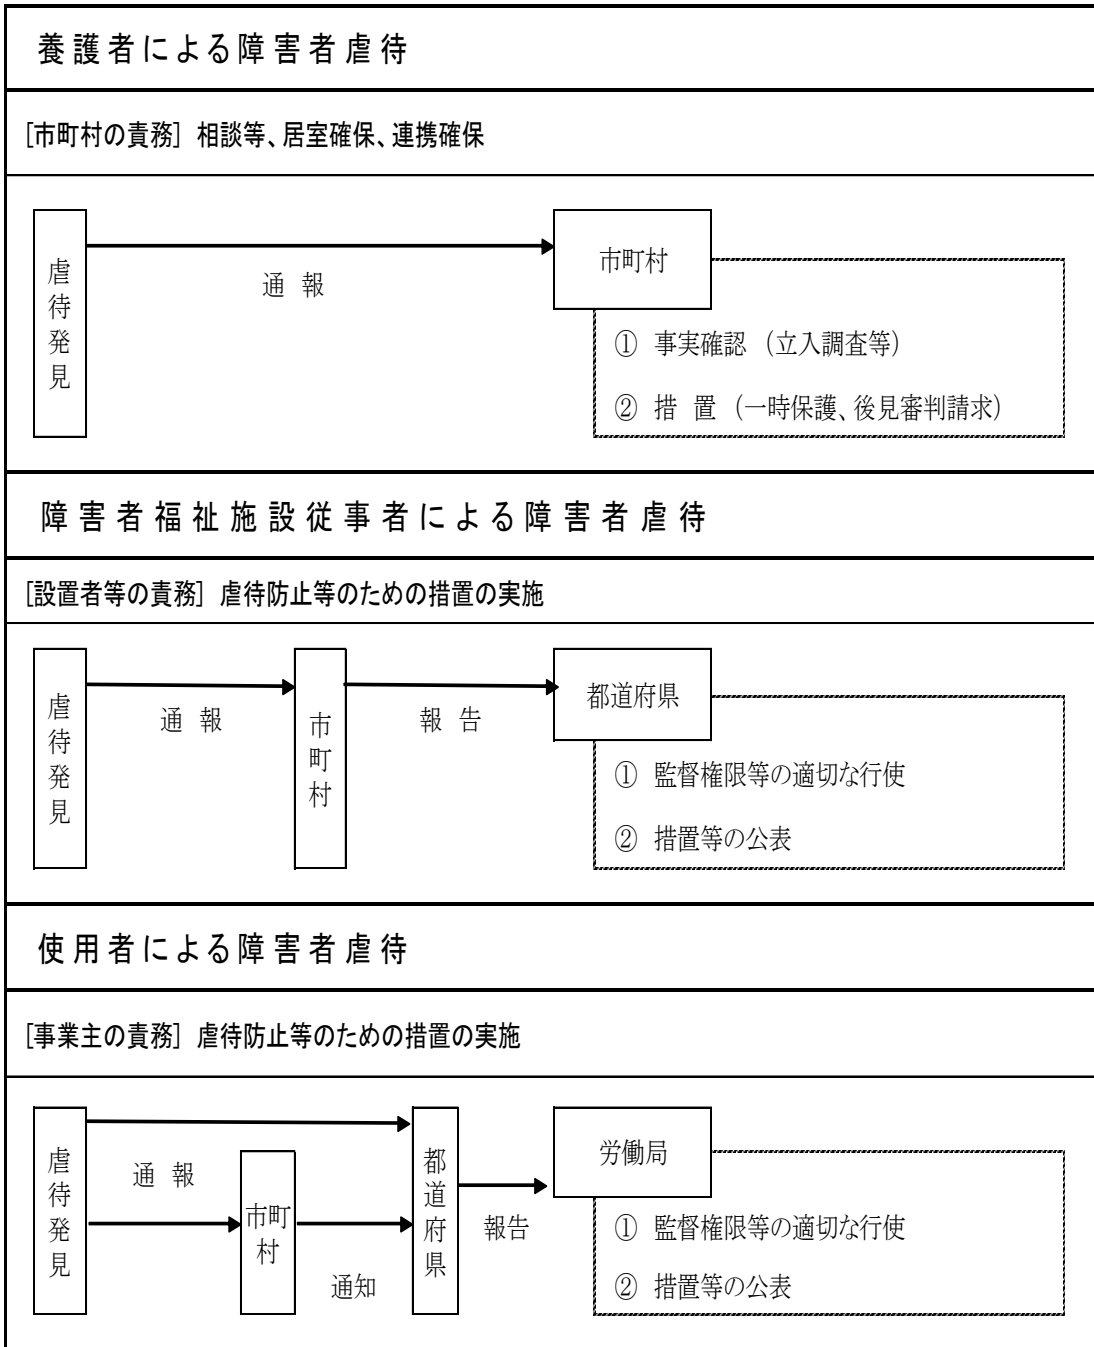 養護者による障害者虐待
[市町村の責務] 相談等、居室確保、連携確保
虐待発見
通 報
市町村
① 事実確認 (立入調査等)
② 措 置 (一時保護、後見審判請求)
障害者福祉施設従事者による障害者虐待
[設置者等の責務] 虐待防止等のための措置の実施
虐待発見
通 報
市町村
報 告
都道府県
① 監督権限等の適切な行使
② 措置等の公表
使用者による障害者虐待
[事業主の責務] 虐待防止等のための措置の実施
虐待発見
通 報
市町
村
通知
都道府県
報告
労働局
① 監督権限等の適切な行使
② 措置等の公表